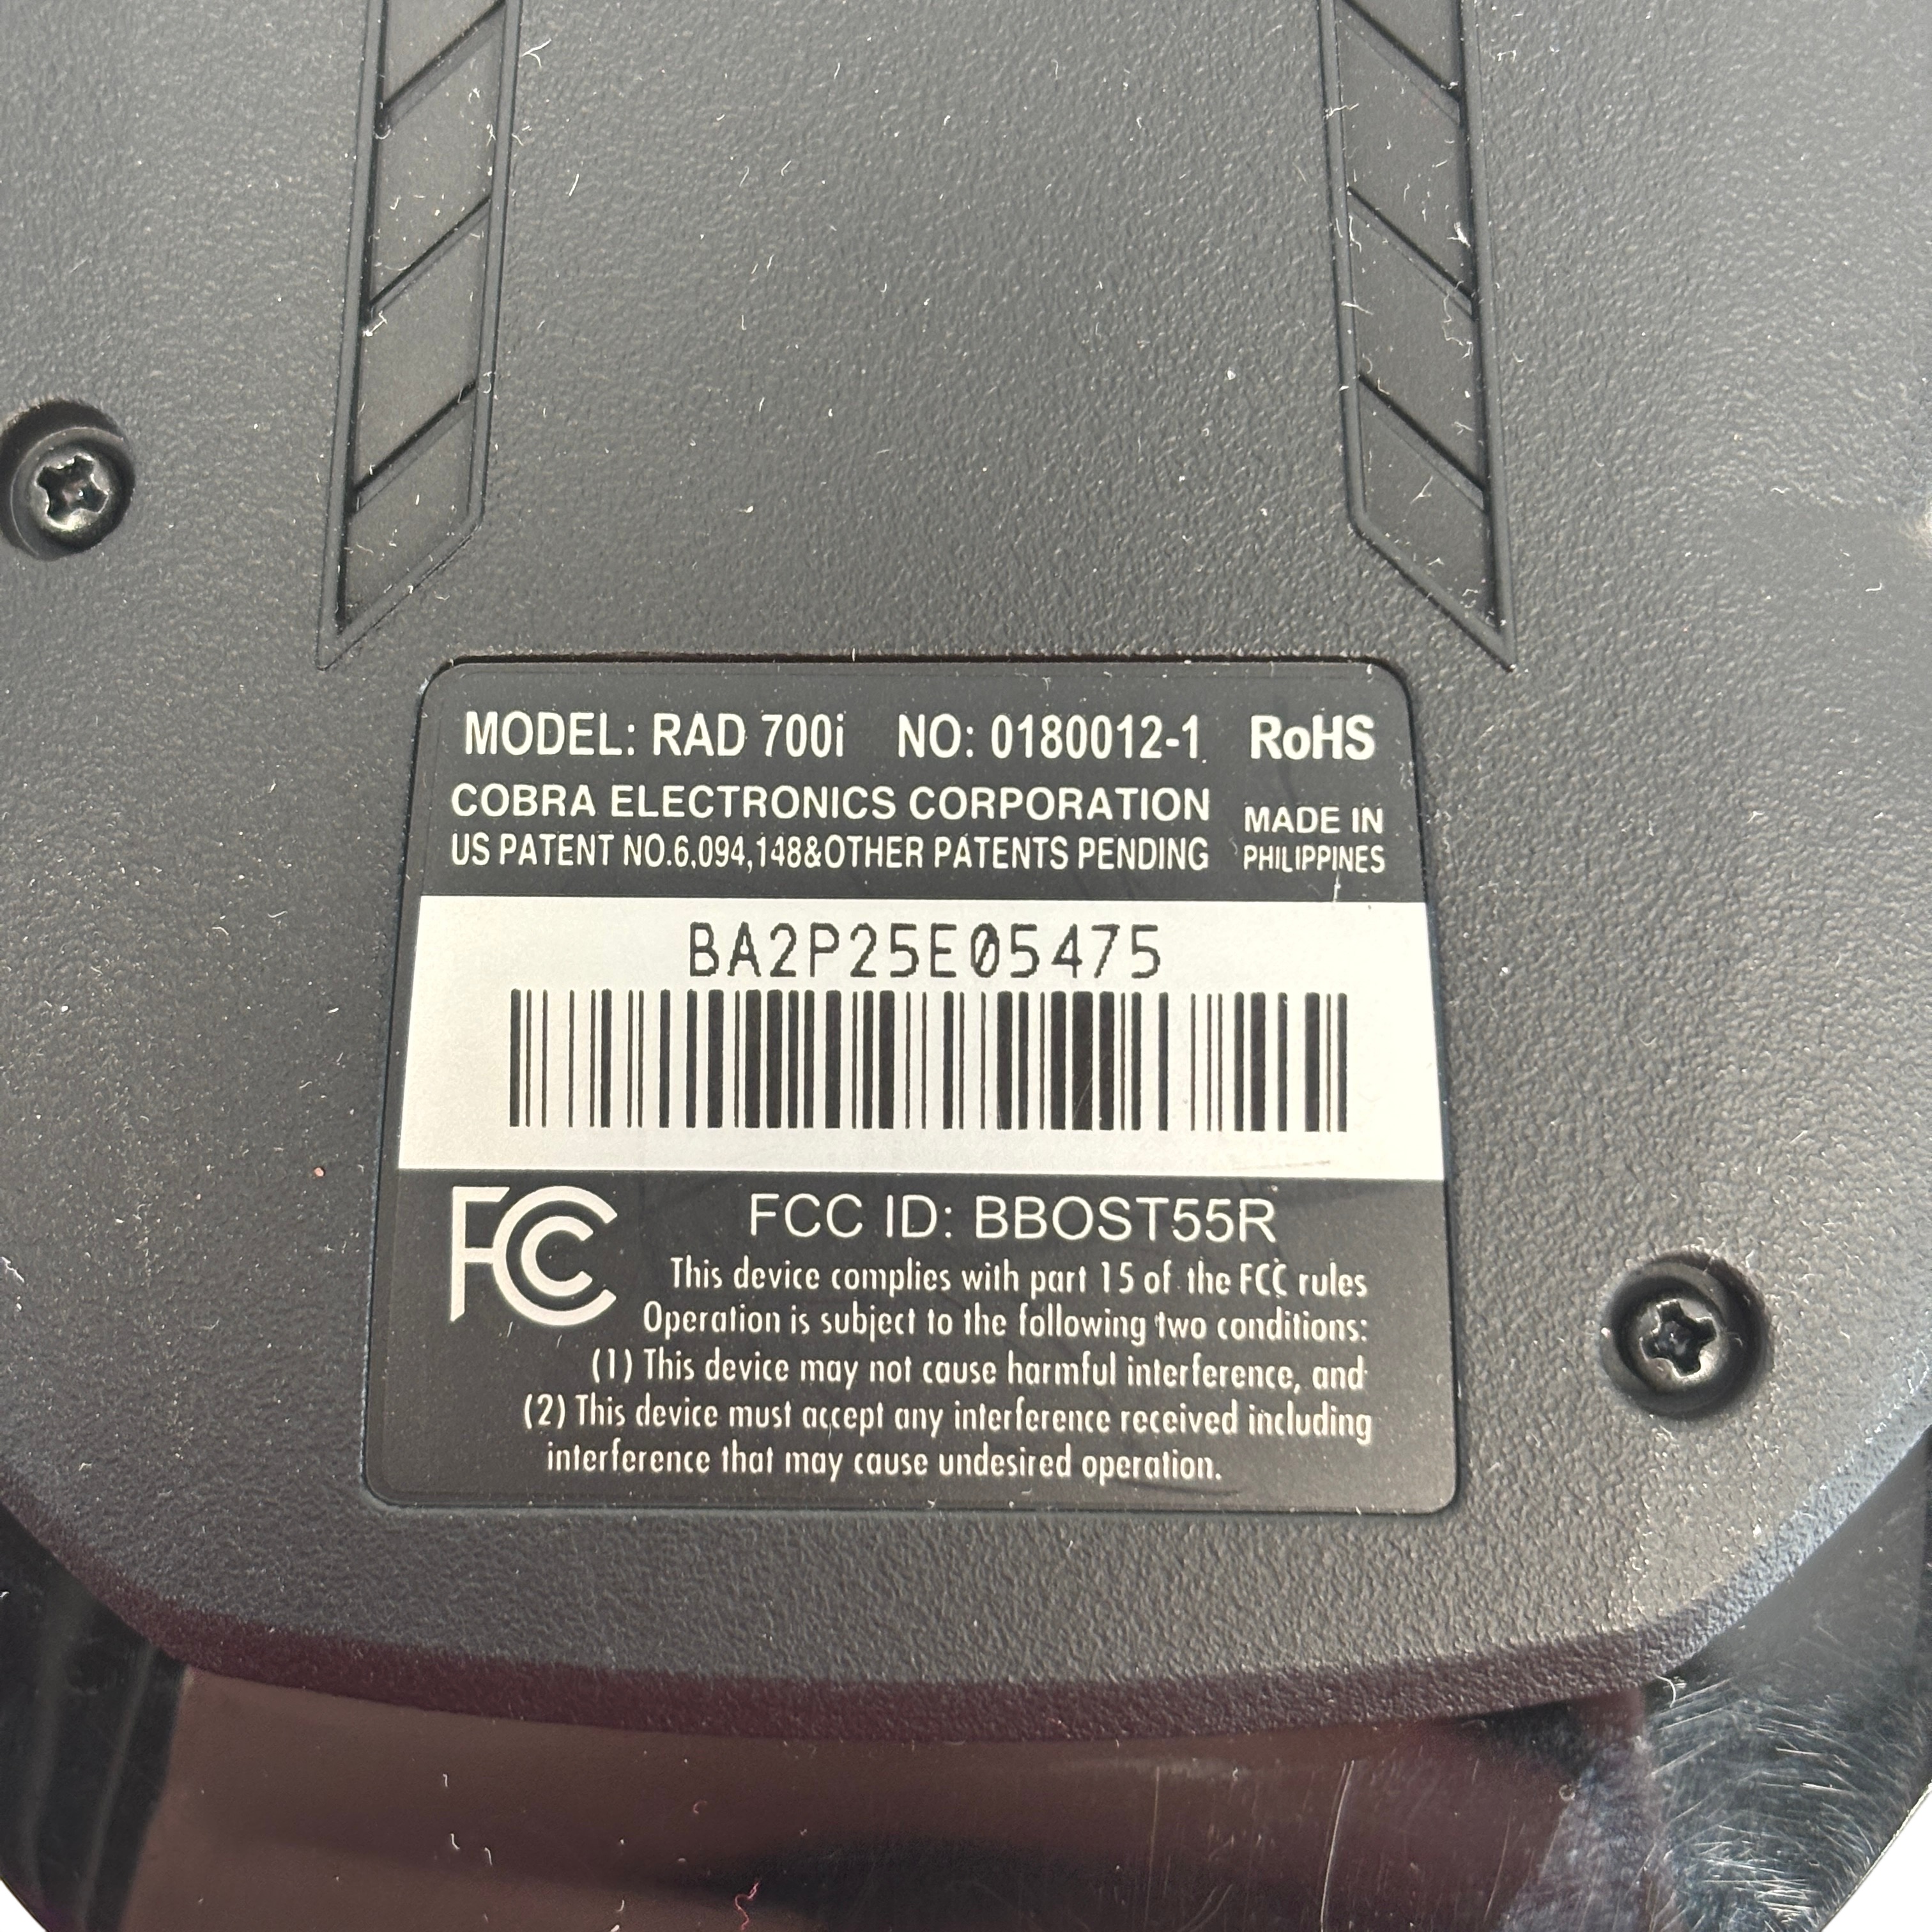 MODEL: RAD 700i NO: 0180012-1 RoHS
COBRA ELECTRONICS CORPORATION
US PATENT NO.6,094,148&OTHER PATENTS PENDING
MADE IN
PHILIPPINES
BA2P25E05475
FC
FCC ID: BBOST55R
This device complies with part 15 of the FCC rules
Operation is subject to the following two conditions:
(1) This device may not cause harmful interference, and
(2) This device must accept any interference received including
interference that may cause undesired operation.